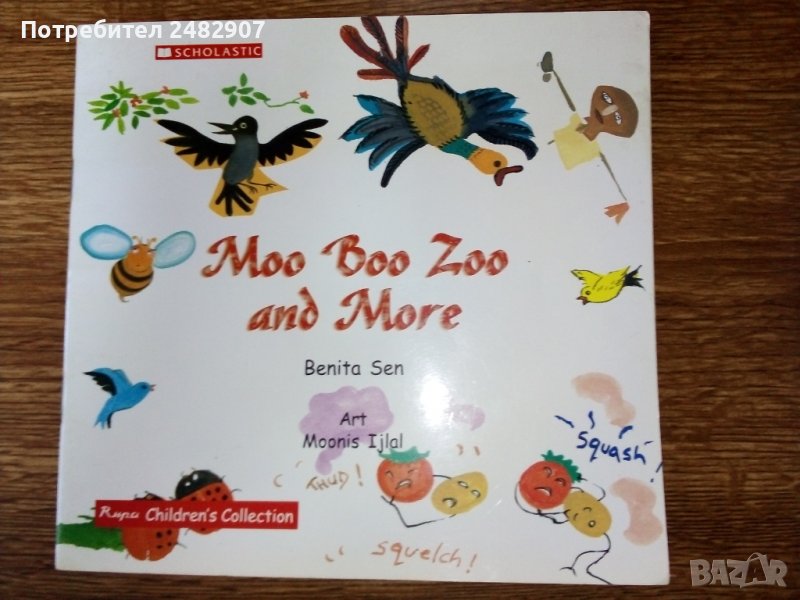 Потребител 2482907
SCHOLASTIC
Moo Boo Zoo
and More
Benita Sen
Art
Moonis Ijlal
Squash!
THUD!
Rupa Children's Collection
squelch!
BAZAR